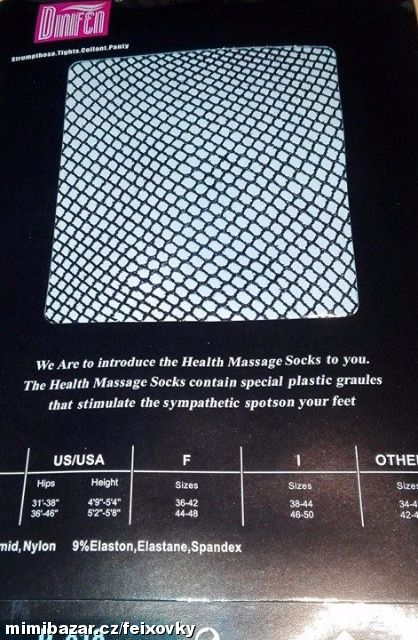 DINIFEN
Strumpfhose.Tights.Collant.Panty
We Are to introduce the Health Massage Socks to you.
The Health Massage Socks contain special plastic graules
that stimulate the sympathetic spotson your feet
US/USA F I OTHE
Hips Height Sizes Sizes Sizes
31'-38" 4'9"-5'4" 36-42 38-44 34-4
36'-46" 5'2"-5'8" 44-48 46-50 42-4
mid,Nylon 9%Elaston,Elastane,Spandex
mimibazar.cz/feixovky